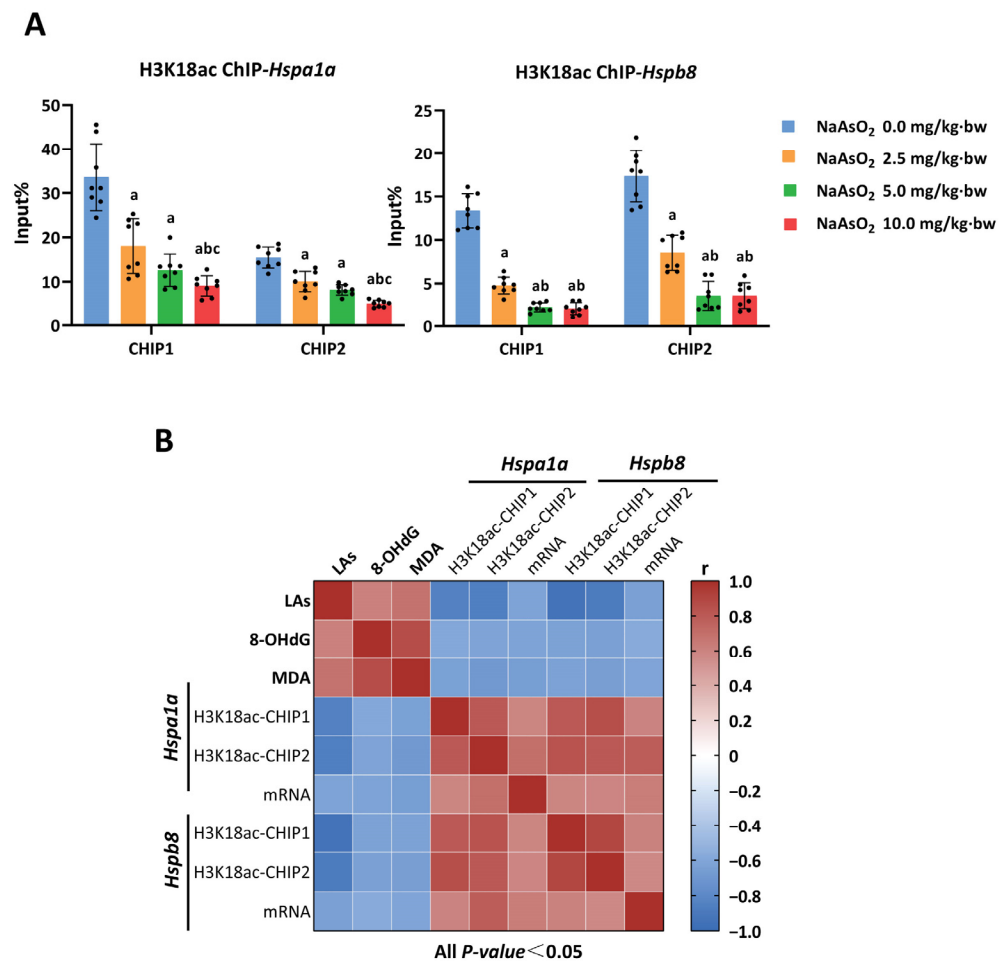 A
H3K18ac ChIP-Hspa1a
50
40
30
20
10
0
Input%
a
a
abc
a
a
abc
CHIP1
CHIP2
H3K18ac ChIP-Hspb8
25
20
15
10
5
0
Input%
a
ab
ab
a
ab
ab
CHIP1
CHIP2
NaAsO₂ 0.0 mg/kg·bw
NaAsO₂ 2.5 mg/kg·bw
NaAsO₂ 5.0 mg/kg·bw
NaAsO₂ 10.0 mg/kg·bw
B
Hspa1a
Hspb8
LAs
8-OHdG
MDA
H3K18ac-CHIP1
H3K18ac-CHIP2
mRNA
H3K18ac-CHIP1
H3K18ac-CHIP2
mRNA
r
LAs
8-OHdG
MDA
Hspa1a
H3K18ac-CHIP1
H3K18ac-CHIP2
mRNA
Hspb8
H3K18ac-CHIP1
H3K18ac-CHIP2
mRNA
1.0
0.8
0.6
0.4
0.2
0
−0.2
−0.4
−0.6
−0.8
−1.0
All P-value＜0.05